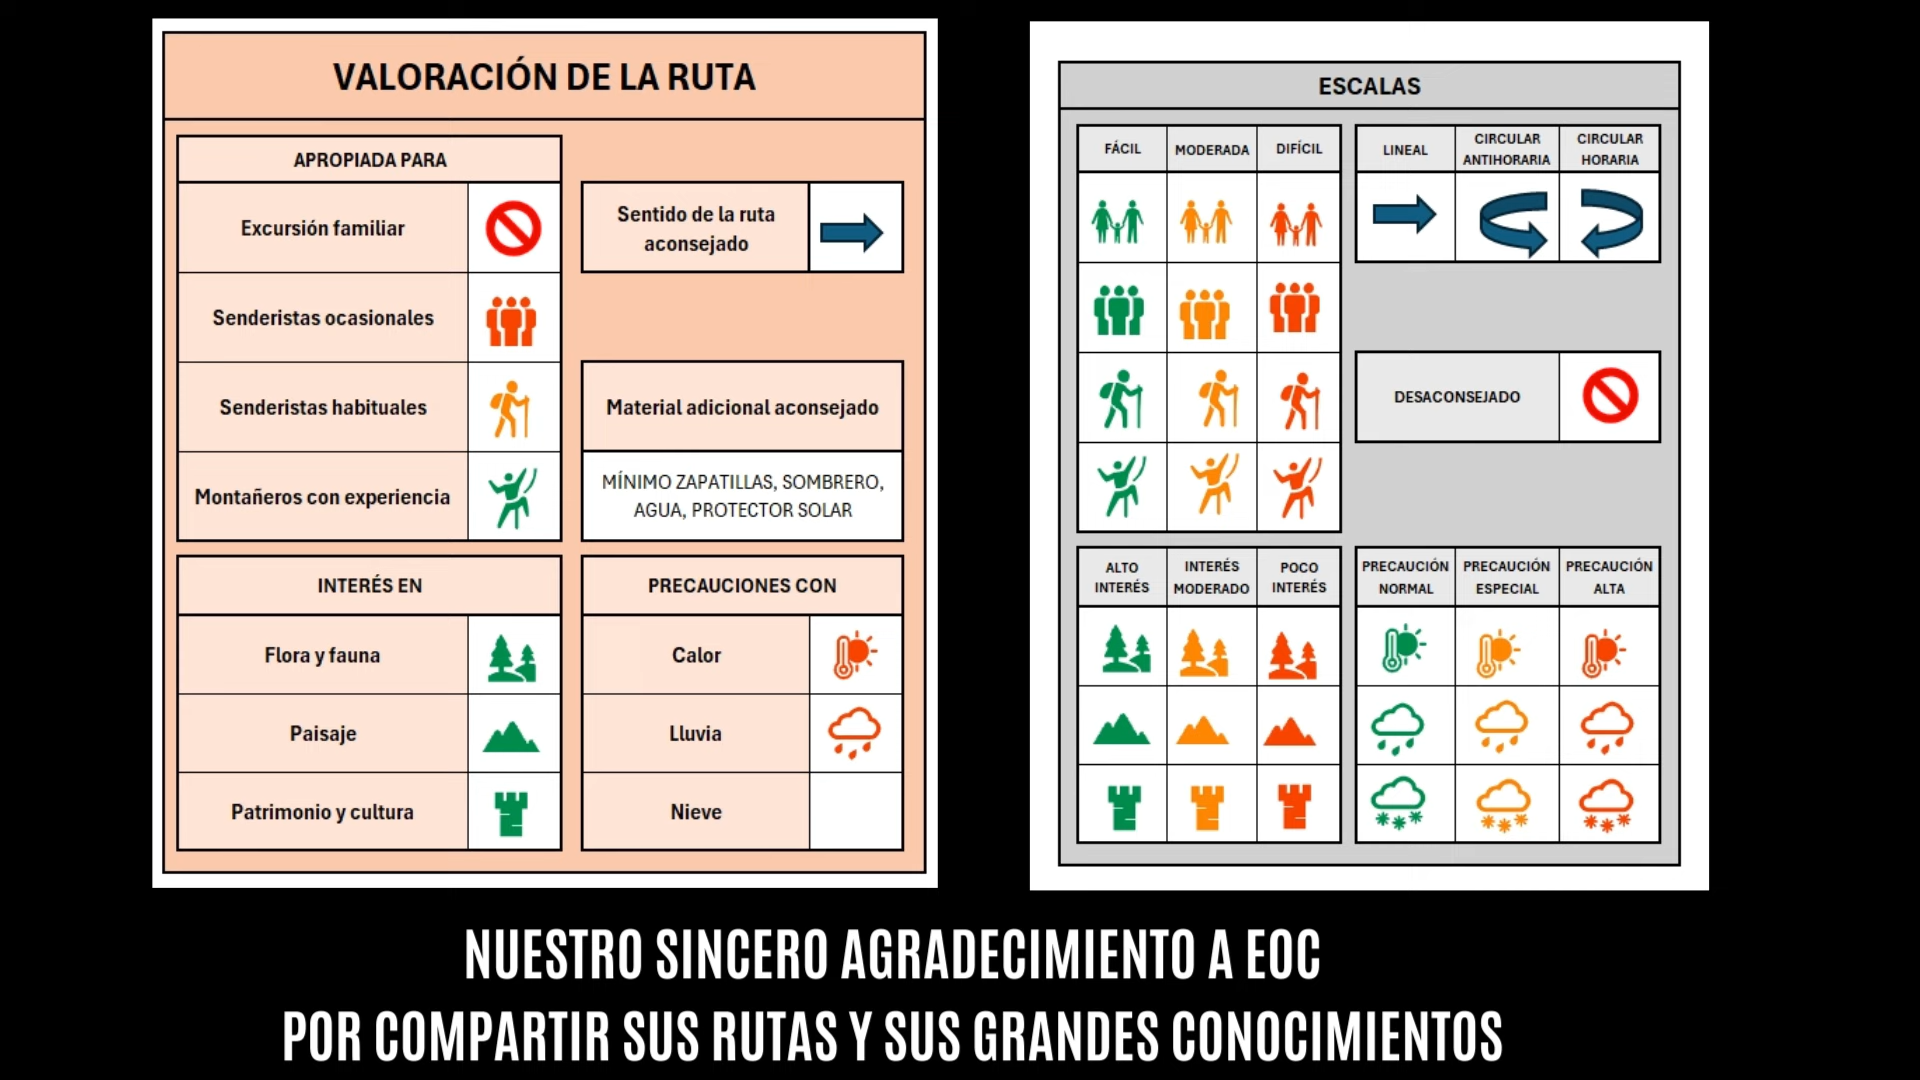 VALORACIÓN DE LA RUTA
APROPIADA PARA
Excursión familiar
Senderistas ocasionales
Senderistas habituales
Montañeros con experiencia
Sentido de la ruta
aconsejado
Material adicional aconsejado
MÍNIMO ZAPATILLAS, SOMBRERO,
AGUA, PROTECTOR SOLAR
INTERÉS EN
Flora y fauna
Paisaje
Patrimonio y cultura
PRECAUCIONES CON
Calor
Lluvia
Nieve
ESCALAS
FÁCIL
MODERADA
DIFÍCIL
LINEAL
CIRCULAR
ANTIHORARIA
CIRCULAR
HORARIA
DESACONSEJADO
ALTO
INTERÉS
INTERÉS
MODERADO
POCO
INTERÉS
PRECAUCIÓN
NORMAL
PRECAUCIÓN
ESPECIAL
PRECAUCIÓN
ALTA
NUESTRO SINCERO AGRADECIMIENTO A EOC
POR COMPARTIR SUS RUTAS Y SUS GRANDES CONOCIMIENTOS